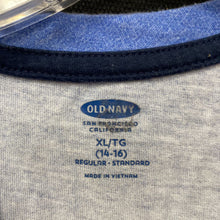 OLD NAVY
SAN FRANCISCO
CALIFORNIA
XL/TG
(14-16)
REGULAR - STANDARD
MADE IN VIETNAM